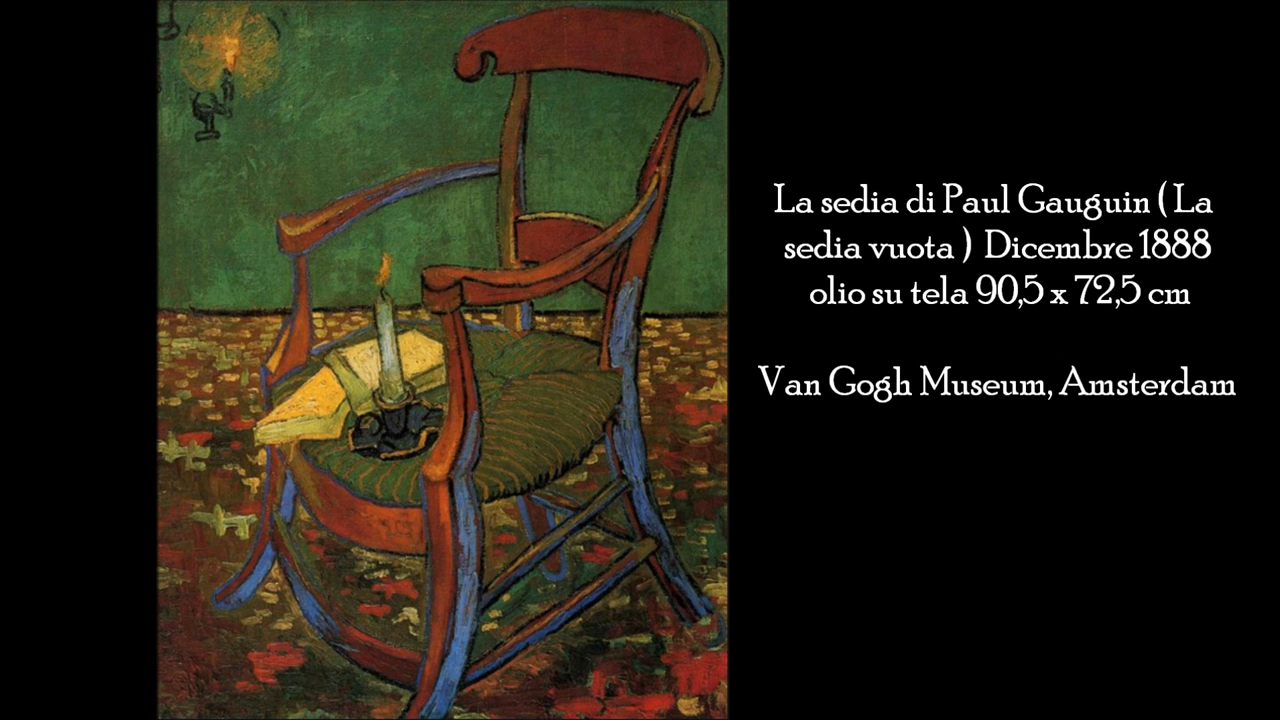 La sedia di Paul Gauguin ( La
sedia vuota ) Dicembre 1888
olio su tela 90,5 x 72,5 cm
Van Gogh Museum, Amsterdam